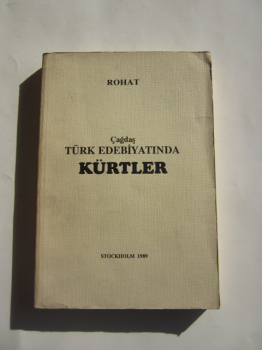 ROHAT
Çağdaş
TÜRK EDEBİYATINDA
KÜRTLER
STOCKHOLM 1989